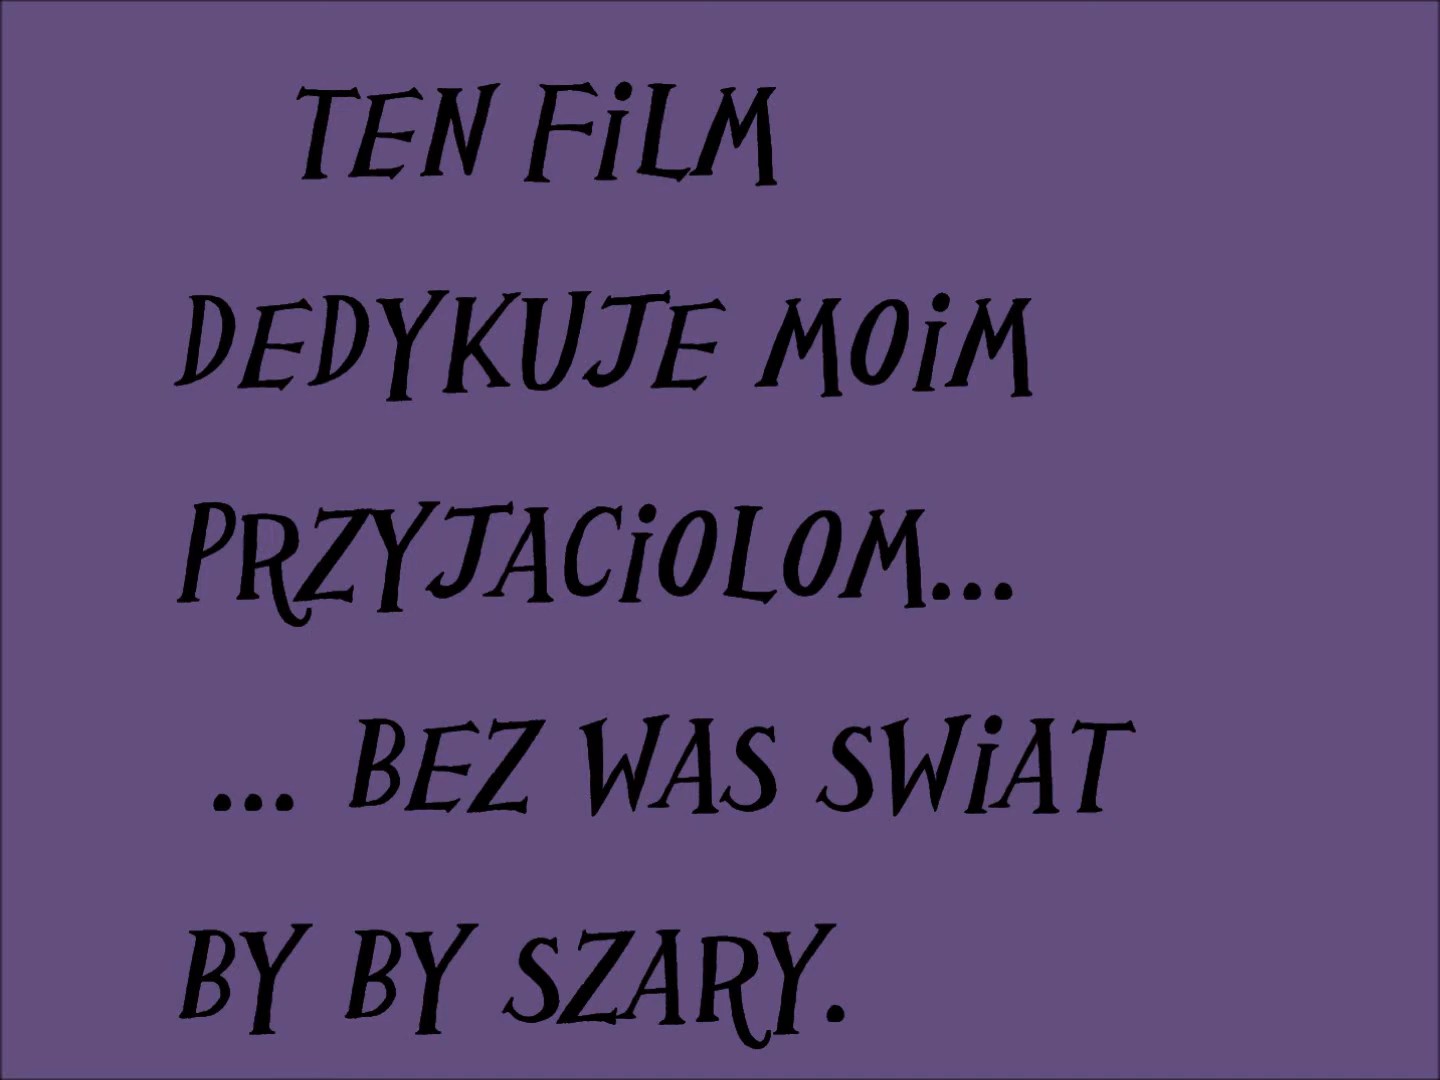 TEN FiLM
DEDYKUJE MOiM
PRZYJACiOLOM...
... BEZ WAS SWiAT
BY BY SZARY.